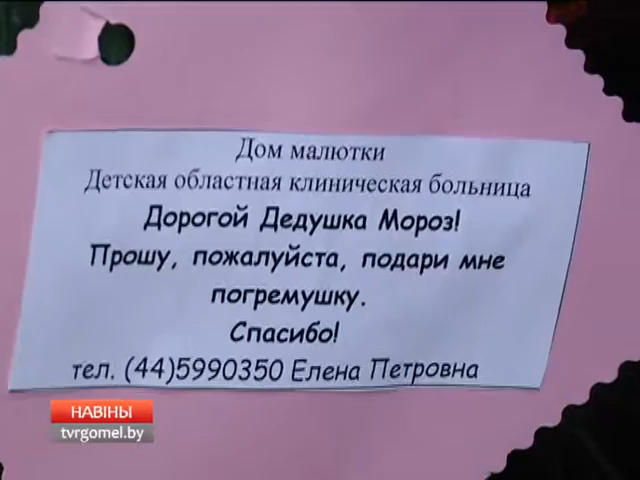 Дом малютки
Детская областная клиническая больница
Дорогой Дедушка Мороз!
Прошу, пожалуйста, подари мне
погремушку.
Спасибо!
тел. (44)5990350 Елена Петровна
НАВІНЫ
tvrgomel.by